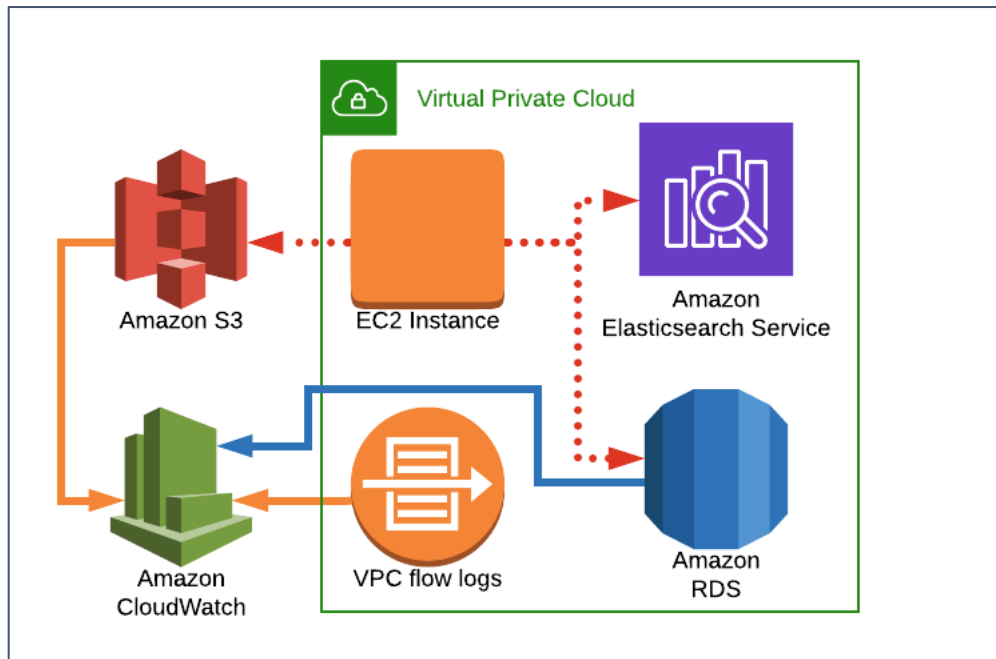 Virtual Private Cloud
Amazon S3
EC2 Instance
Amazon
Elasticsearch Service
Amazon
CloudWatch
VPC flow logs
Amazon
RDS